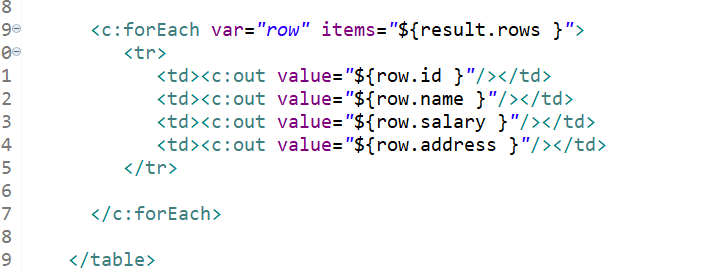 8
9 <c:forEach var="row" items="${result.rows }">
0 <tr>
1 <td><c:out value="${row.id }"/></td>
2 <td><c:out value="${row.name }"/></td>
3 <td><c:out value="${row.salary }"/></td>
4 <td><c:out value="${row.address }"/></td>
5 </tr>
6
7 </c:forEach>
8
9 </table>